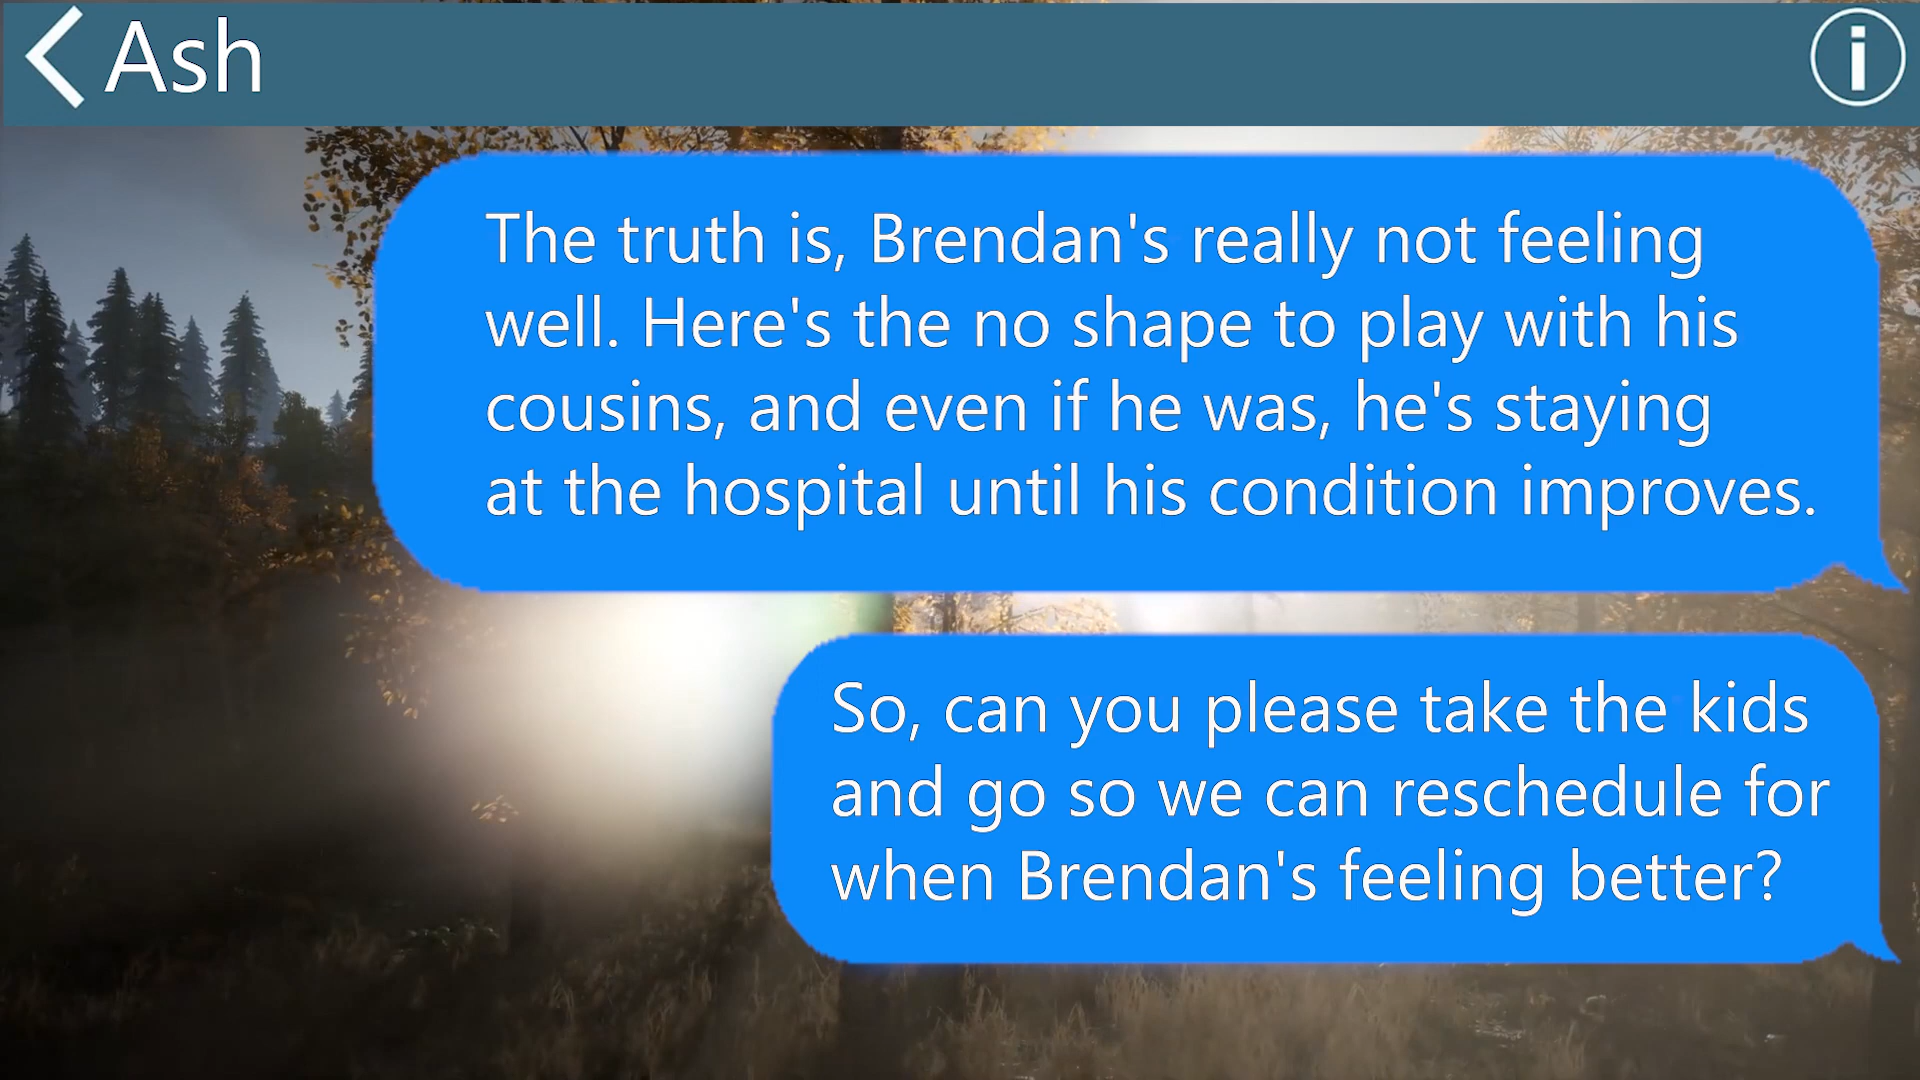 Ash
The truth is, Brendan's really not feeling
well. Here's the no shape to play with his
cousins, and even if he was, he's staying
at the hospital until his condition improves.
So, can you please take the kids
and go so we can reschedule for
when Brendan's feeling better?